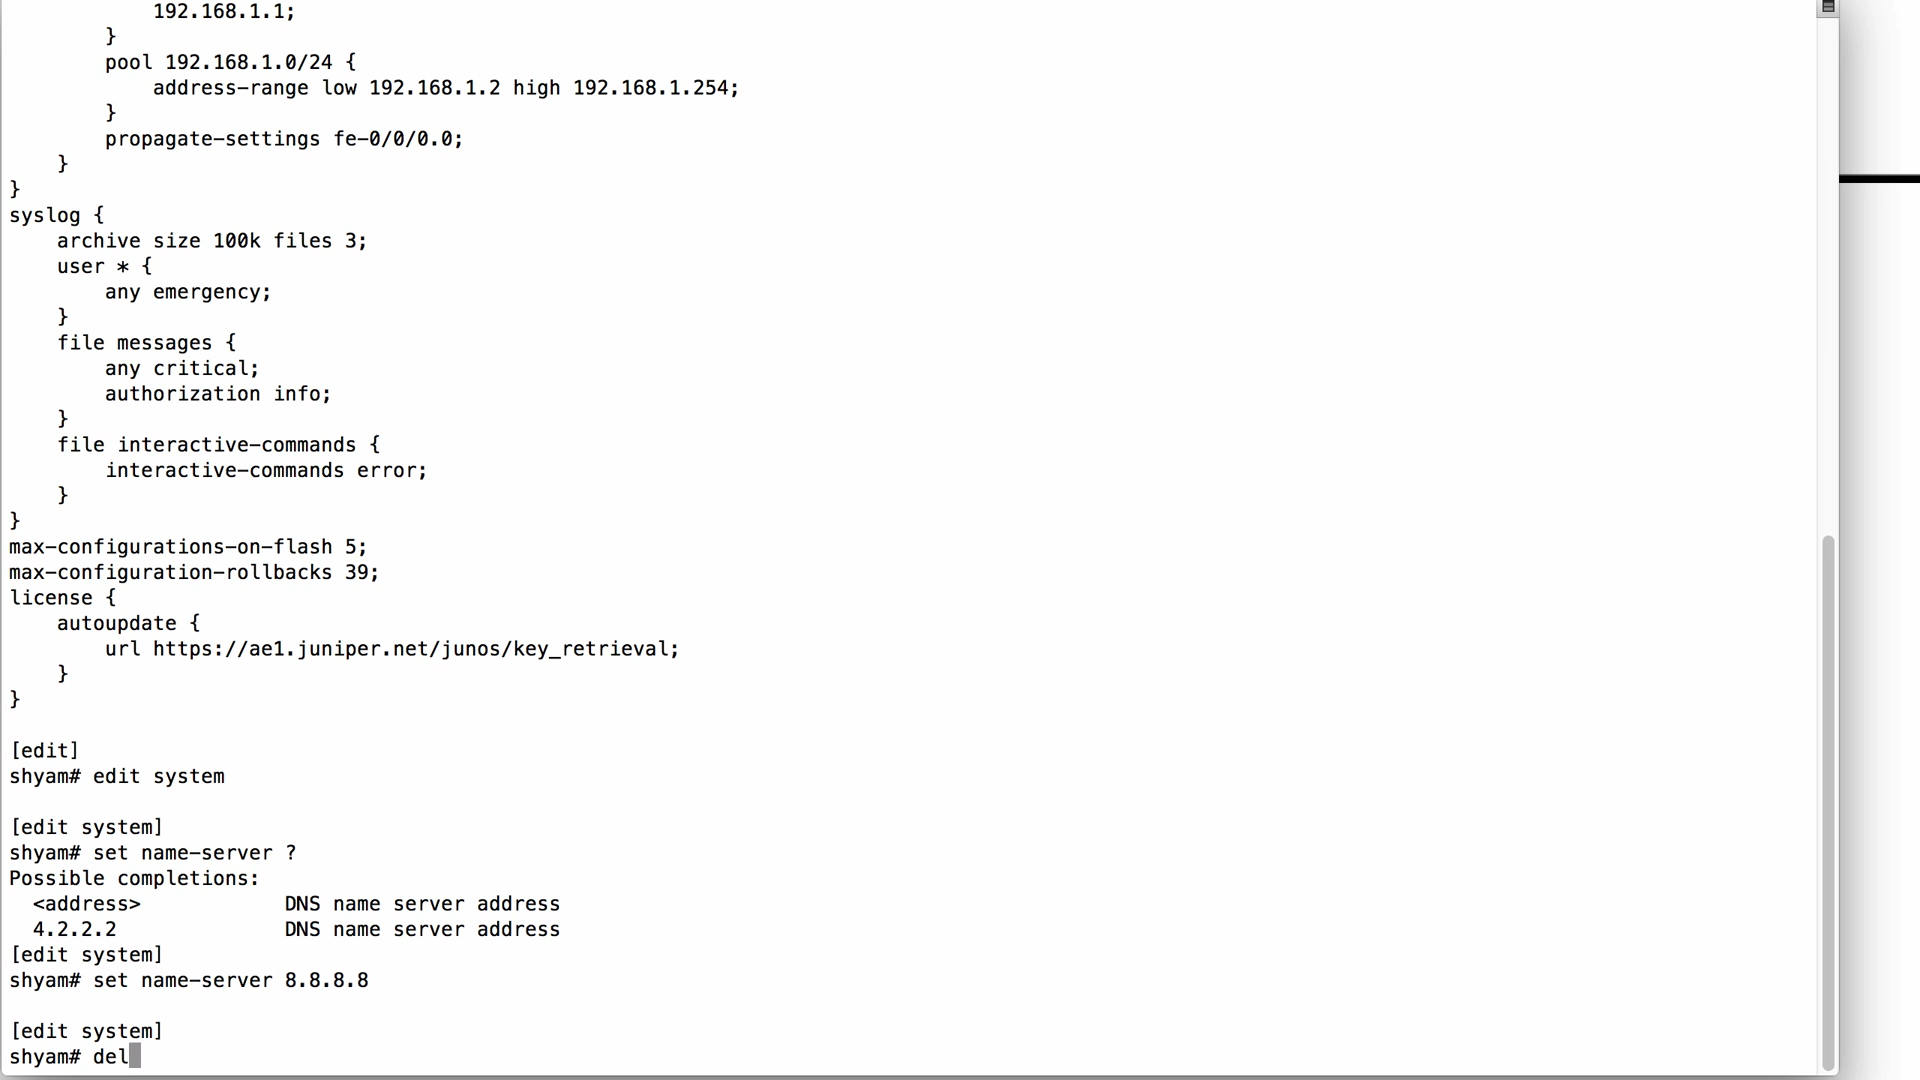 192.168.1.1;
}
pool 192.168.1.0/24 {
address-range low 192.168.1.2 high 192.168.1.254;
}
propagate-settings fe-0/0/0.0;
}
}
syslog {
archive size 100k files 3;
user * {
any emergency;
}
file messages {
any critical;
authorization info;
}
file interactive-commands {
interactive-commands error;
}
}
max-configurations-on-flash 5;
max-configuration-rollbacks 39;
license {
autoupdate {
url https://ae1.juniper.net/junos/key_retrieval;
}
}
[edit]
shyam# edit system
[edit system]
shyam# set name-server ?
Possible completions:
<address> DNS name server address
4.2.2.2 DNS name server address
[edit system]
shyam# set name-server 8.8.8.8
[edit system]
shyam# del